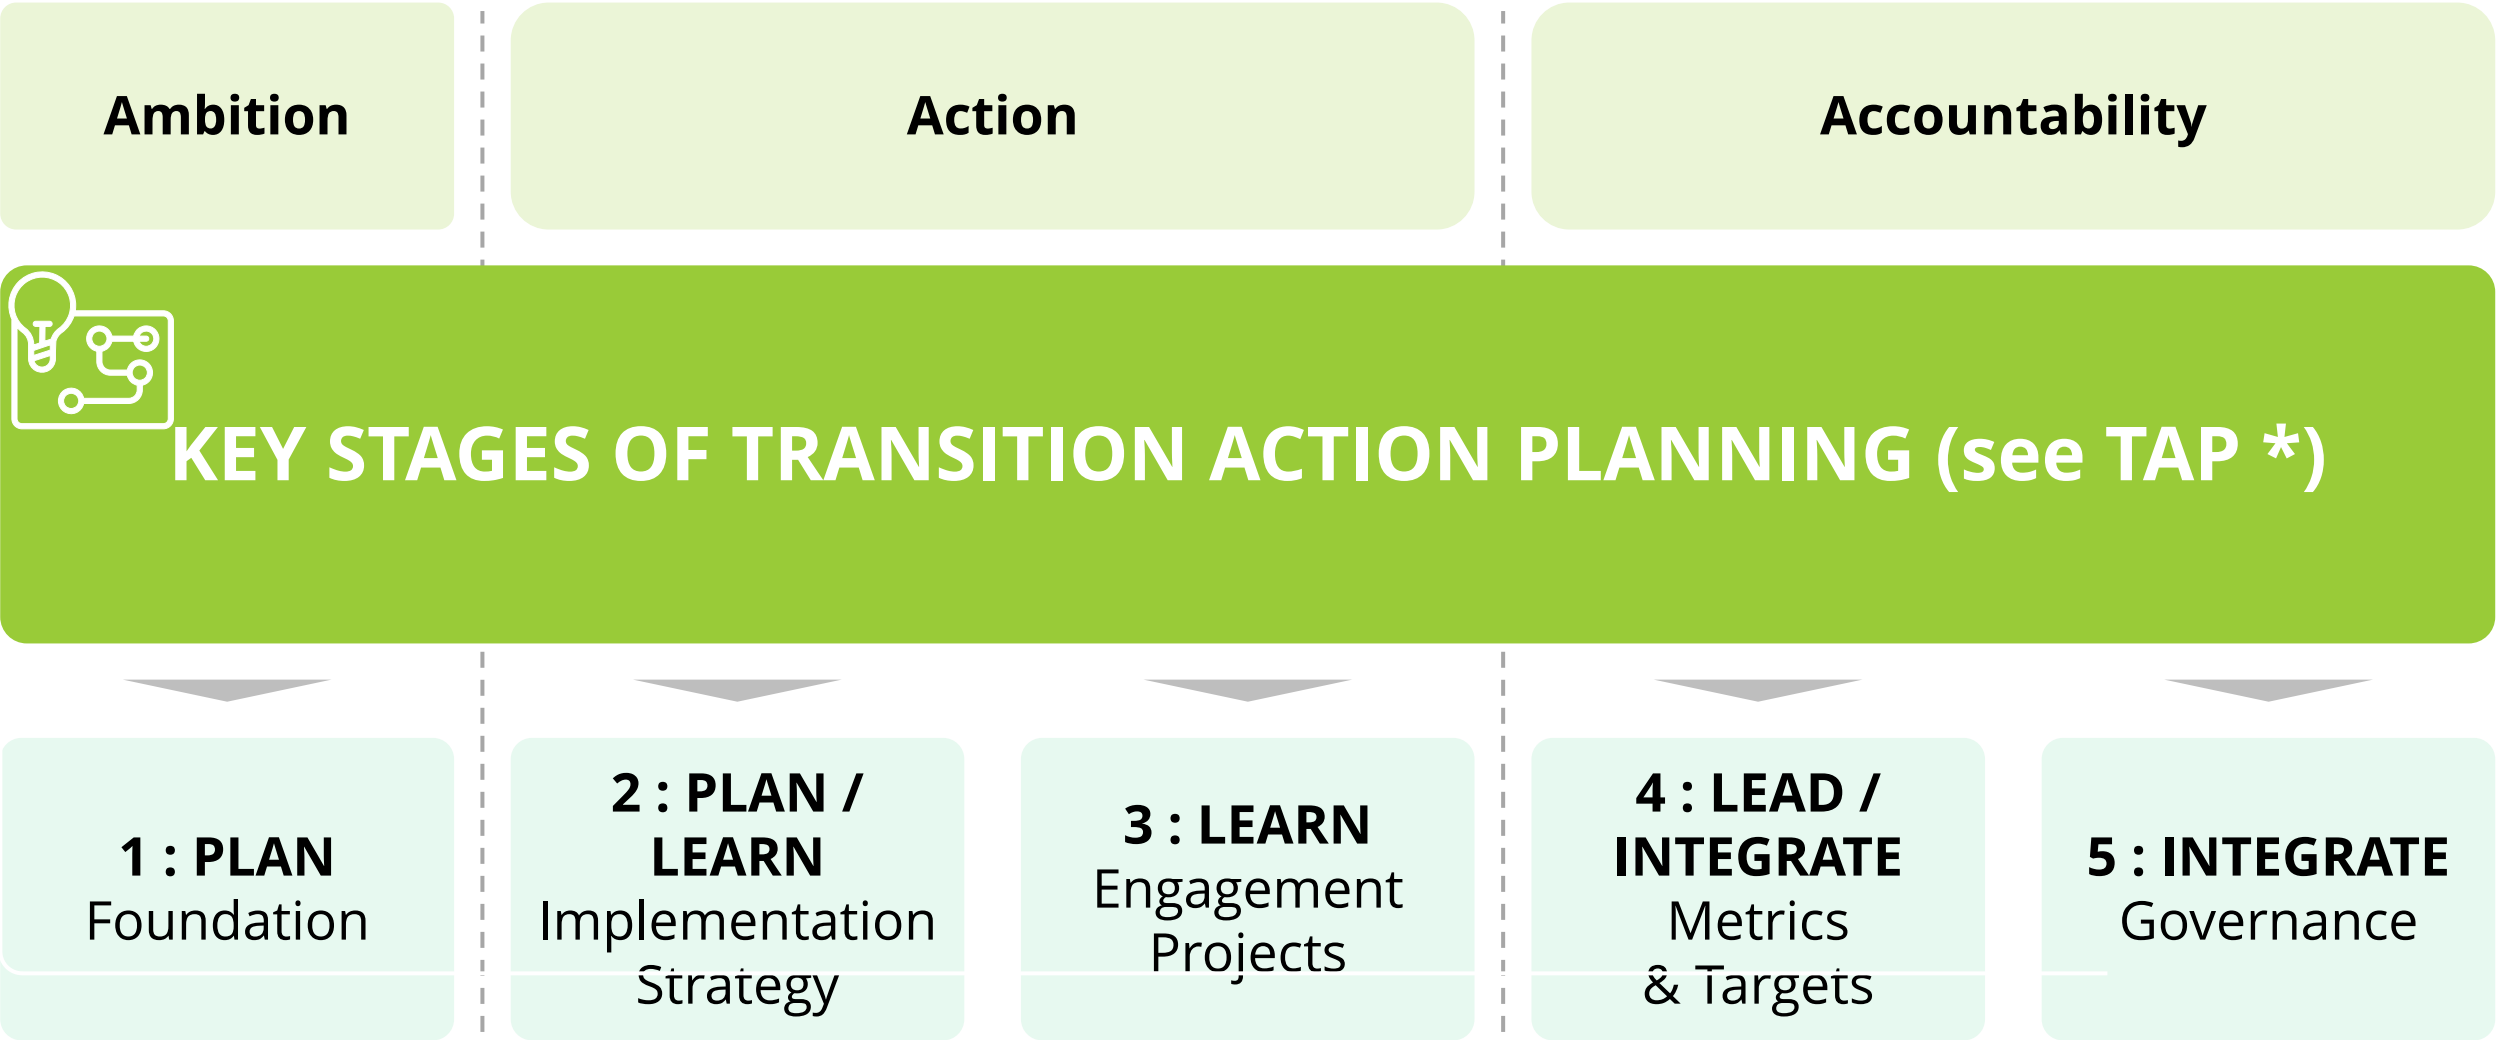 Ambition
Action
Accountability
KEY STAGES OF TRANSITION ACTION PLANNING (see TAP*)
1 : PLAN
Foundation
2 : PLAN /
LEARN
Implementation
Strategy
3 : LEARN
Engagement
Projects
4 : LEAD /
INTEGRATE
Metrics
& Targets
5 : INTEGRATE
Governance